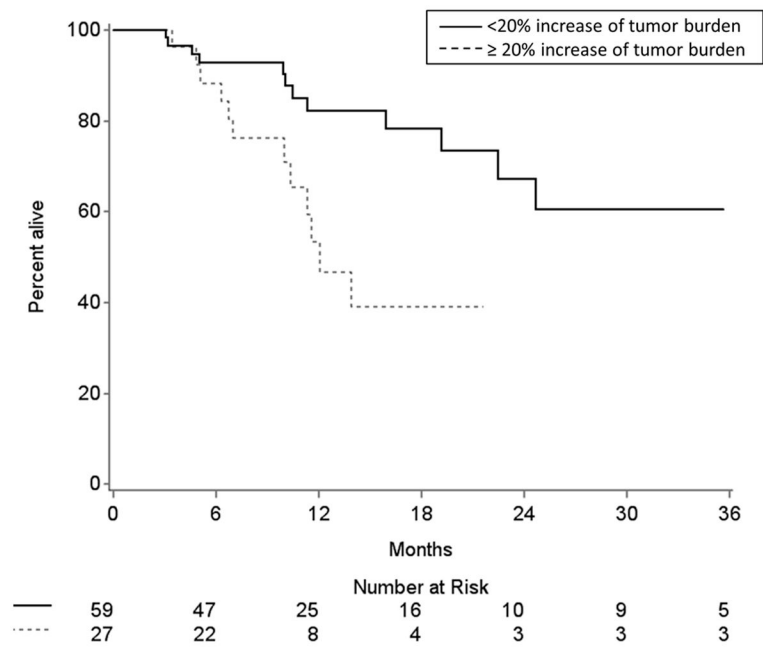 <20% increase of tumor burden
≥ 20% increase of tumor burden
100
80
60
40
20
0
Percent alive
0 6 12 18 24 30 36
Months
Number at Risk
59 47 25 16 10 9 5
27 22 8 4 3 3 3